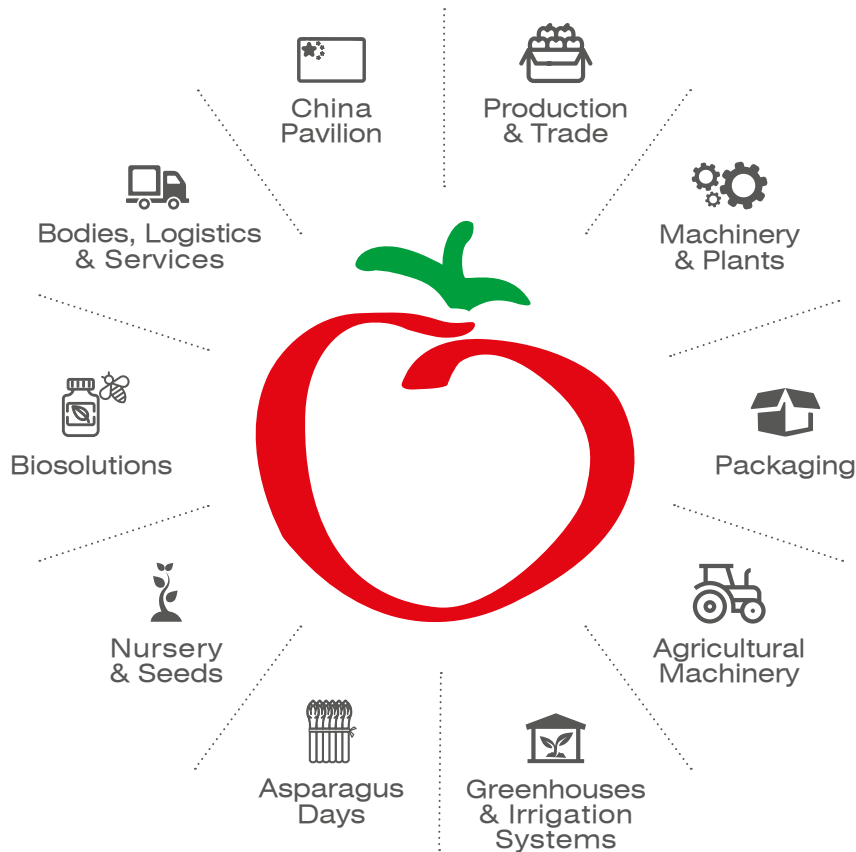 China
Pavilion
Production
& Trade
Bodies, Logistics
& Services
Machinery
& Plants
Biosolutions
Packaging
Nursery
& Seeds
Agricultural
Machinery
Asparagus
Days
Greenhouses
& Irrigation
Systems